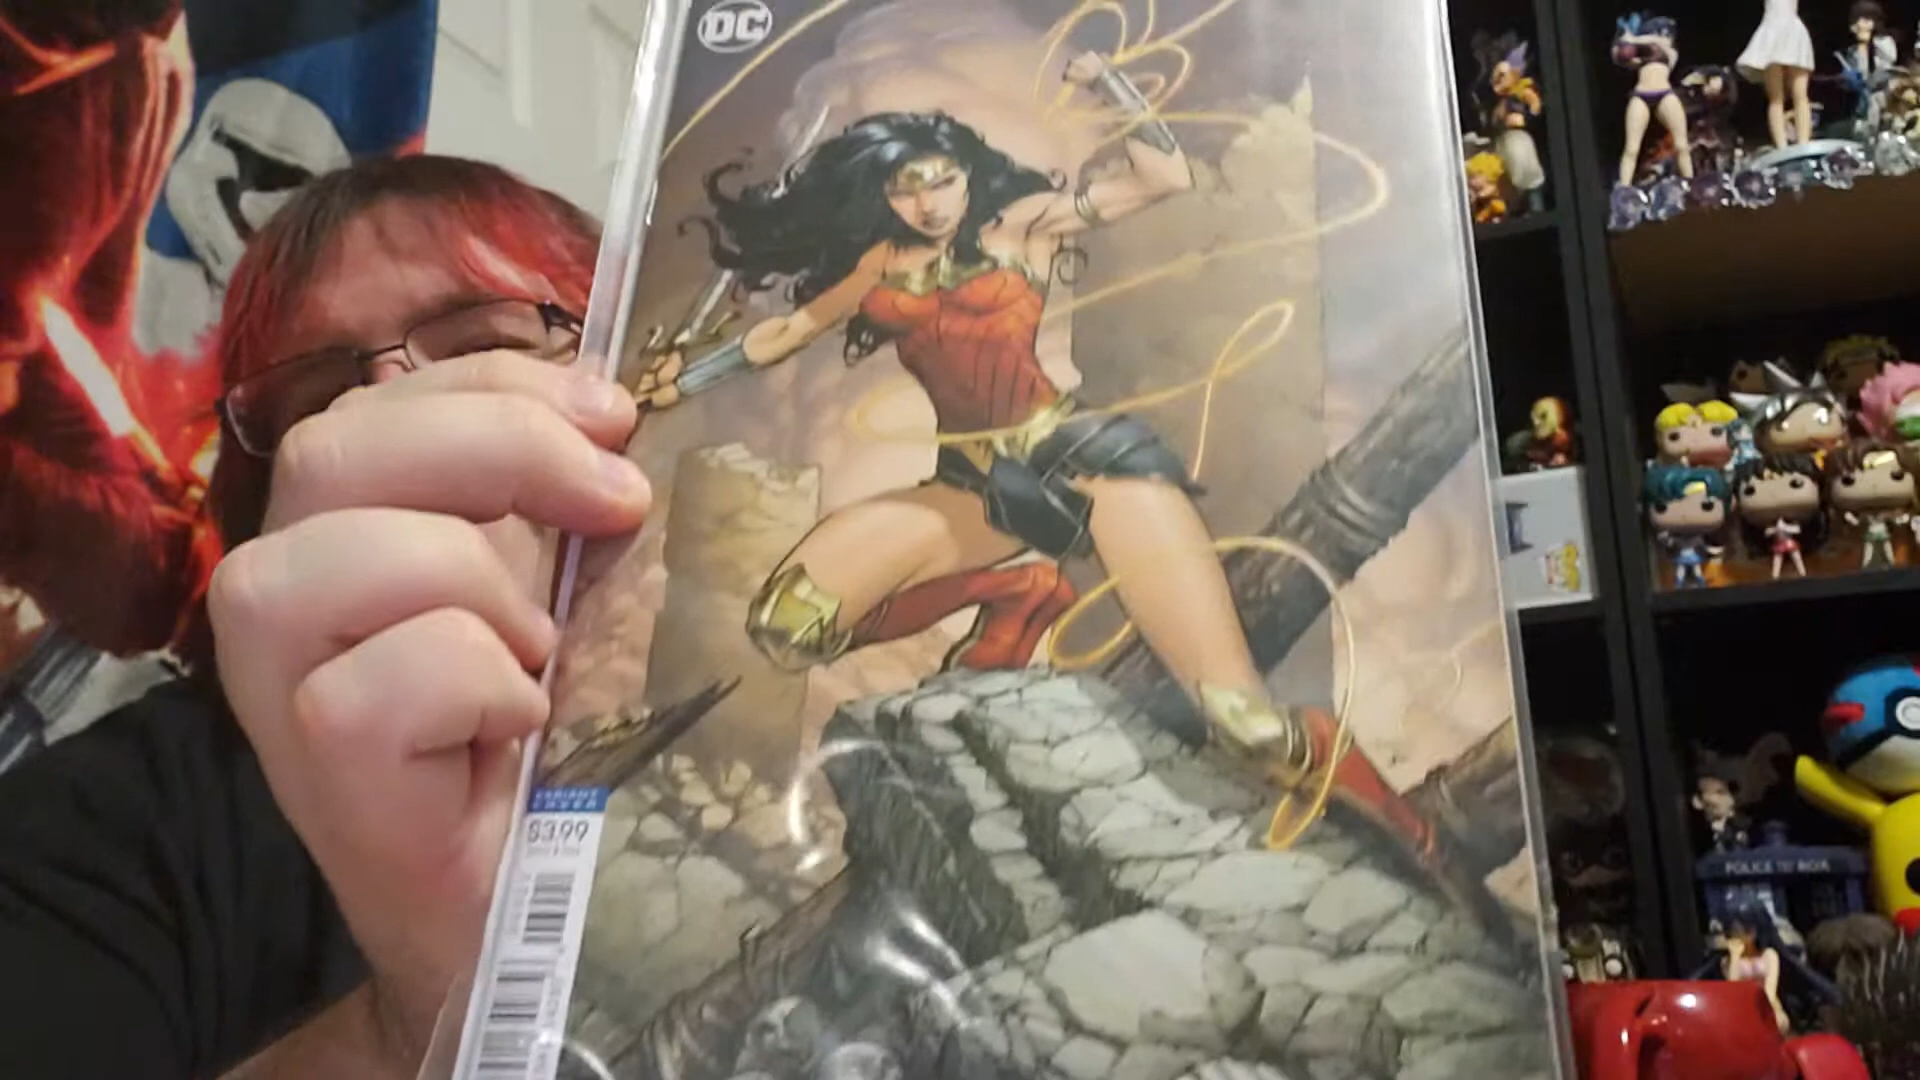 DC
VARIANT
COVER
$3.99
POLICE BOX